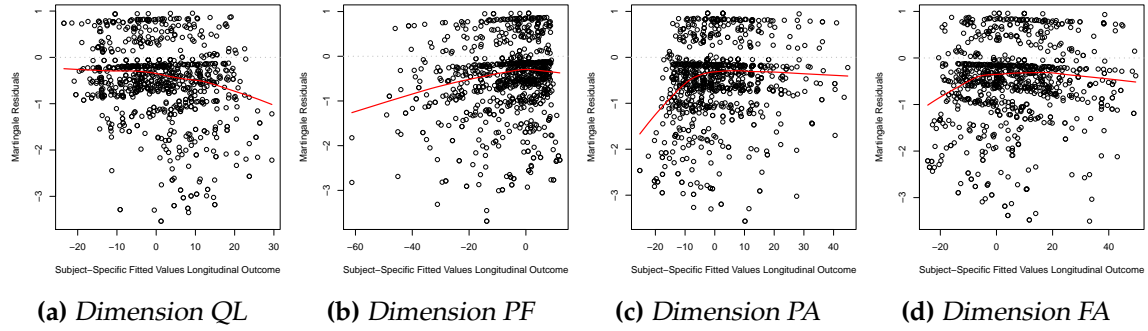 Martingale Residuals
1
0
−1
−2
−3
−20 −10 0 10 20 30
Subject−Specific Fitted Values Longitudinal Outcome
(a) Dimension QL
Martingale Residuals
1
0
−1
−2
−3
−60 −40 −20 0
Subject−Specific Fitted Values Longitudinal Outcome
(b) Dimension PF
Martingale Residuals
1
0
−1
−2
−3
−20 −10 0 10 20 30 40
Subject−Specific Fitted Values Longitudinal Outcome
(c) Dimension PA
Martingale Residuals
1
0
−1
−2
−3
−20 0 20 40
Subject−Specific Fitted Values Longitudinal Outcome
(d) Dimension FA